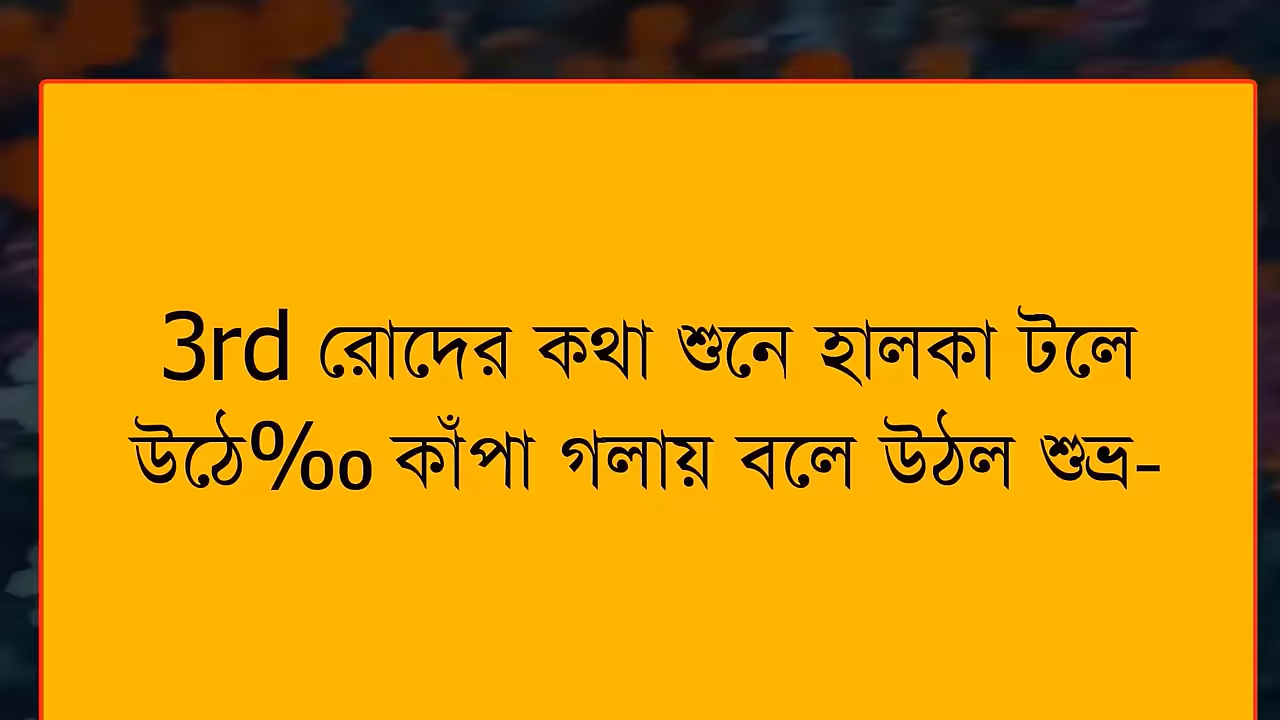 3rd রোদের কথা শুনে হালকা টলে
উঠে‰ কাঁপা গলায় বলে উঠল শুভ্র-